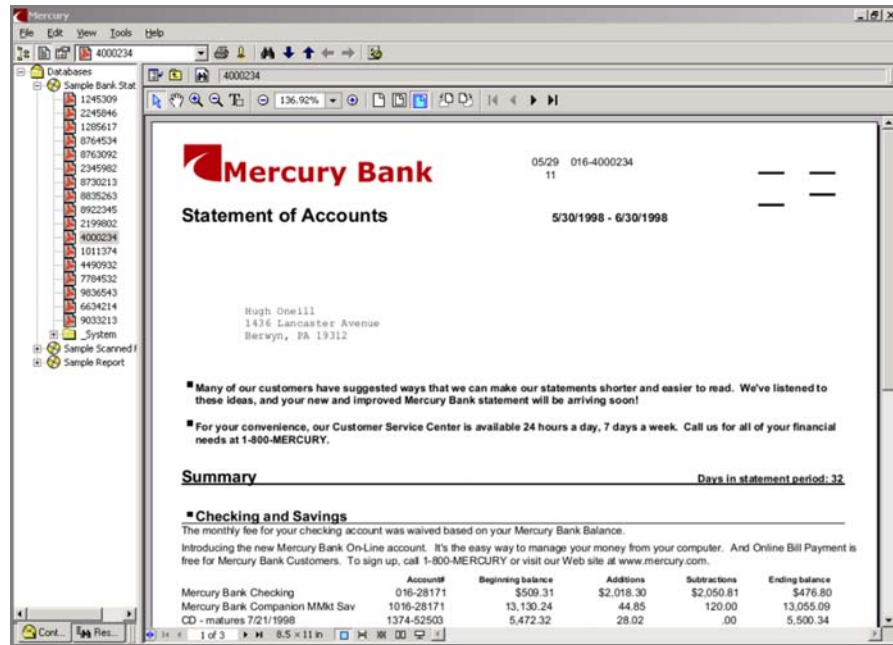 Mercury
File Edit View Tools Help
4000234
Databases
Sample Bank Stat
1245309
2245846
1285617
8764534
8763092
2345982
8730213
8835263
8922345
2199802
4000234
1011374
4490932
7784532
9836543
6634214
9033213
_System
Sample Scanned F
Sample Report
Cont... Res...
4000234
136.92%
Mercury Bank
05/29 016-4000234
11
Statement of Accounts 5/30/1998 - 6/30/1998
Hugh Oneill
1436 Lancaster Avenue
Berwyn, PA 19312
Many of our customers have suggested ways that we can make our statements shorter and easier to read. We've listened to
these ideas, and your new and improved Mercury Bank statement will be arriving soon!
For your convenience, our Customer Service Center is available 24 hours a day, 7 days a week. Call us for all of your financial
needs at 1-800-MERCURY.
Summary Days in statement period: 32
Checking and Savings
The monthly fee for your checking account was waived based on your Mercury Bank Balance.
Introducing the new Mercury Bank On-Line account. It's the easy way to manage your money from your computer. And Online Bill Payment is
free for Mercury Bank Customers. To sign up, call 1-800-MERCURY or visit our Web site at www.mercury.com.
Account# Beginning balance Additions Subtractions Ending balance
Mercury Bank Checking 016-28171 $509.31 $2,018.30 $2,050.81 $476.80
Mercury Bank Companion MMkt Sav 1016-28171 13,130.24 44.85 120.00 13,055.09
CD - matures 7/21/1998 1374-52503 5,472.32 28.02 .00 5,500.34
1 of 3 8.5 × 11 in